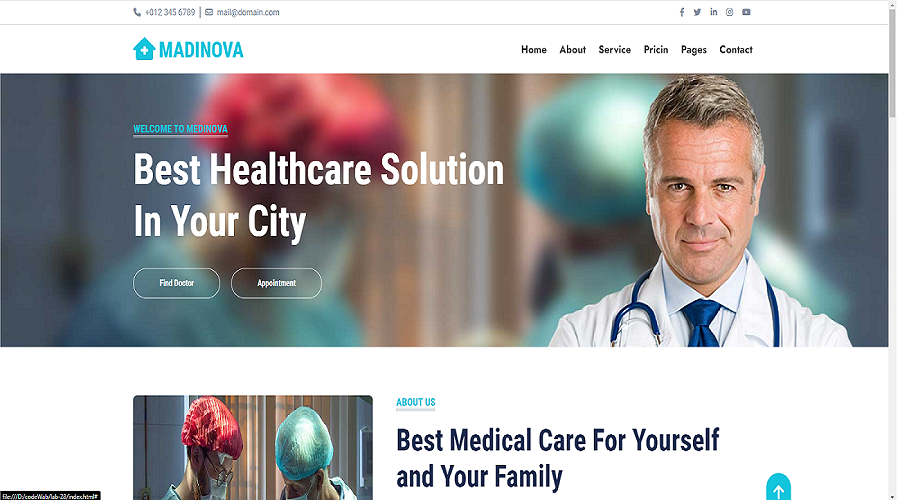 +012 345 6789 | mail@domain.com
MADINOVA
Home About Service Pricin Pages Contact
WELCOME TO MEDINOVA
Best Healthcare Solution
In Your City
Find Doctor Appointment
ABOUT US
Best Medical Care For Yourself
and Your Family
file:///D:/codeWab/lab-28/index.html#